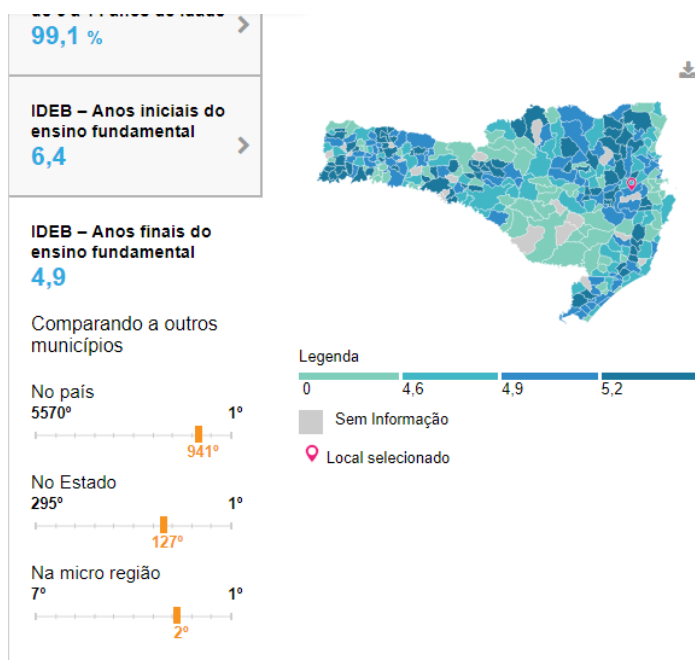 99,1 %
IDEB – Anos iniciais do
ensino fundamental
6,4
IDEB – Anos finais do
ensino fundamental
4,9
Comparando a outros
municípios
No país
5570º 1º
941º
No Estado
295º 1º
127º
Na micro região
7º 1º
2º
Legenda
0 4,6 4,9 5,2
Sem Informação
Local selecionado